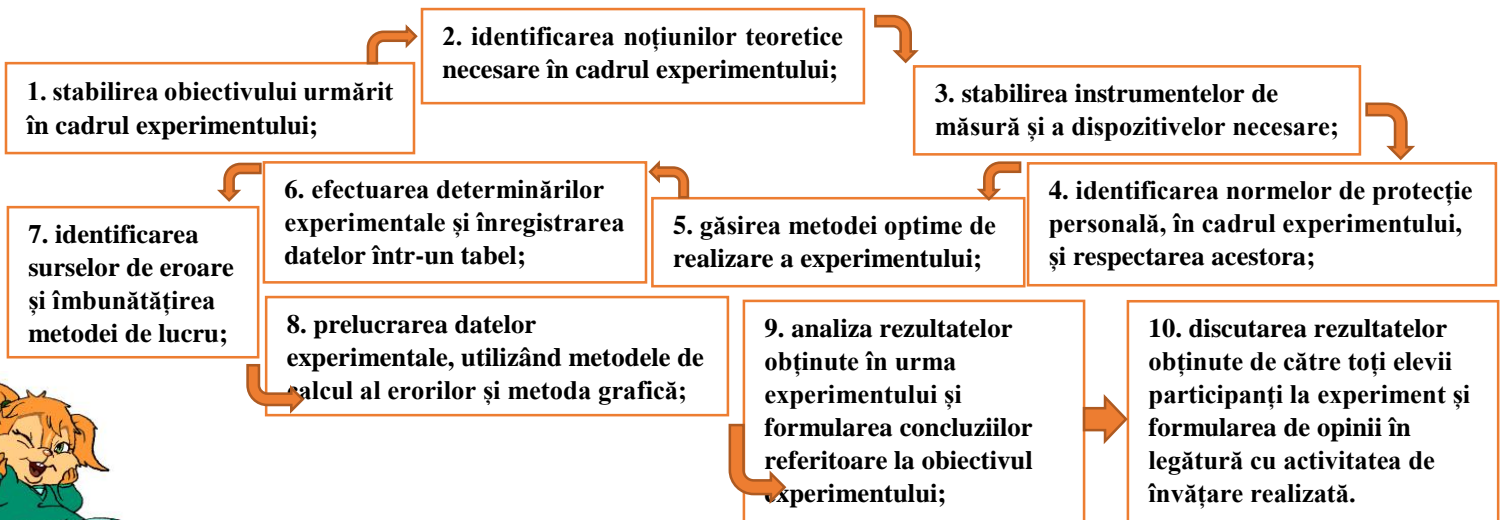 1. stabilirea obiectivului urmărit
în cadrul experimentului;
2. identificarea noțiunilor teoretice
necesare în cadrul experimentului;
3. stabilirea instrumentelor de
măsură și a dispozitivelor necesare;
4. identificarea normelor de protecție
personală, în cadrul experimentului,
și respectarea acestora;
5. găsirea metodei optime de
realizare a experimentului;
6. efectuarea determinărilor
experimentale și înregistrarea
datelor într-un tabel;
7. identificarea
surselor de eroare
și îmbunătățirea
metodei de lucru;
8. prelucrarea datelor
experimentale, utilizând metodele de
calcul al erorilor și metoda grafică;
9. analiza rezultatelor
obținute în urma
experimentului și
formularea concluziilor
referitoare la obiectivul
experimentului;
10. discutarea rezultatelor
obținute de către toți elevii
participanți la experiment și
formularea de opinii în
legătură cu activitatea de
învățare realizată.